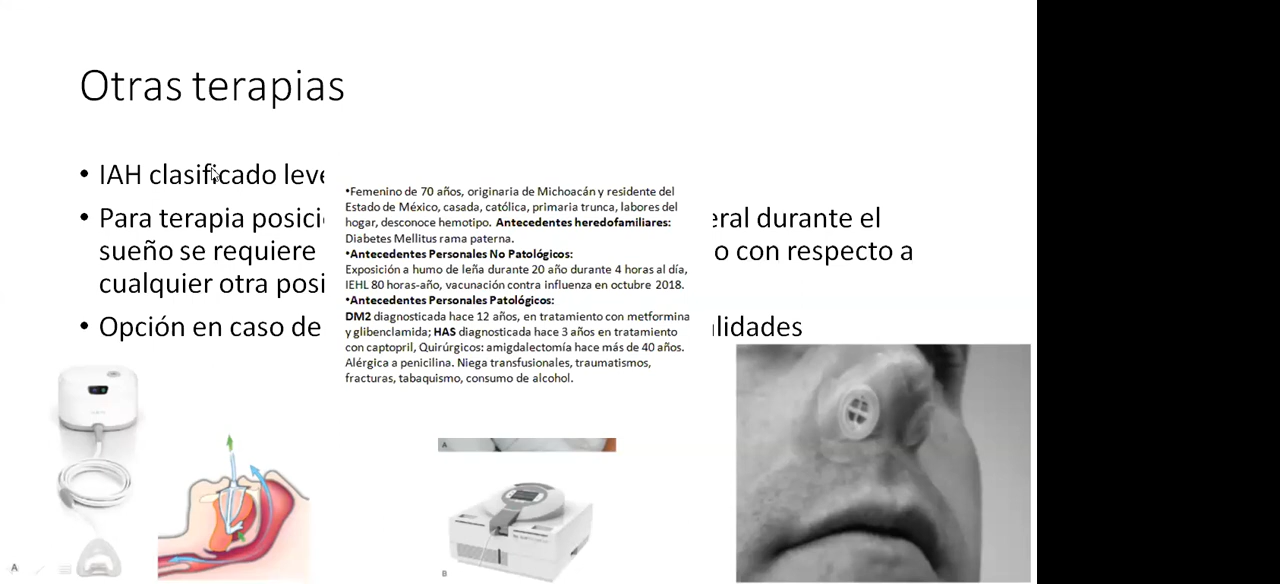 Otras terapias
• IAH clasificado leve
• Para terapia durante el
sueño se requiere o con respecto a
cualquier otra
• Opción en caso de
•Femenino de 70 años, originaria de Michoacán y residente del
Estado de México, casada, católica, primaria trunca, labores del
hogar, desconoce hemotipo. Antecedentes heredofamiliares:
Diabetes Mellitus rama paterna.
•Antecedentes Personales No Patológicos:
Exposición a humo de leña durante 20 año durante 4 horas al día,
IEHL 80 horas-año, vacunación contra influenza en octubre 2018.
•Antecedentes Personales Patológicos:
DM2 diagnosticada hace 12 años, en tratamiento con metformina
y glibenclamida; HAS diagnosticada hace 3 años en tratamiento
con captopril, Quirúrgicos: amigdalectomía hace más de 40 años.
Alérgica a penicilina. Niega transfusionales, traumatismos,
fracturas, tabaquismo, consumo de alcohol.
A
B
A